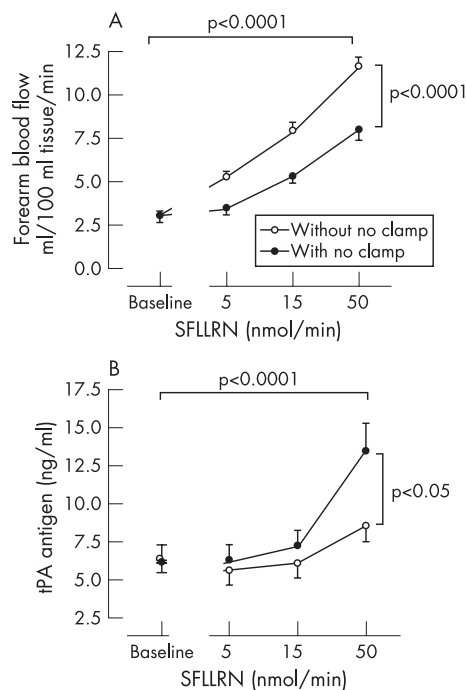 A
p<0.0001
Forearm blood flow
ml/100 ml tissue/min
12.5
10.0
7.5
5.0
2.5
0.0
p<0.0001
Without no clamp
With no clamp
Baseline 5 15 50
SFLLRN (nmol/min)
B
p<0.0001
tPA antigen (ng/ml)
17.5
15.0
12.5
10.0
7.5
5.0
2.5
p<0.05
Baseline 5 15 50
SFLLRN (nmol/min)